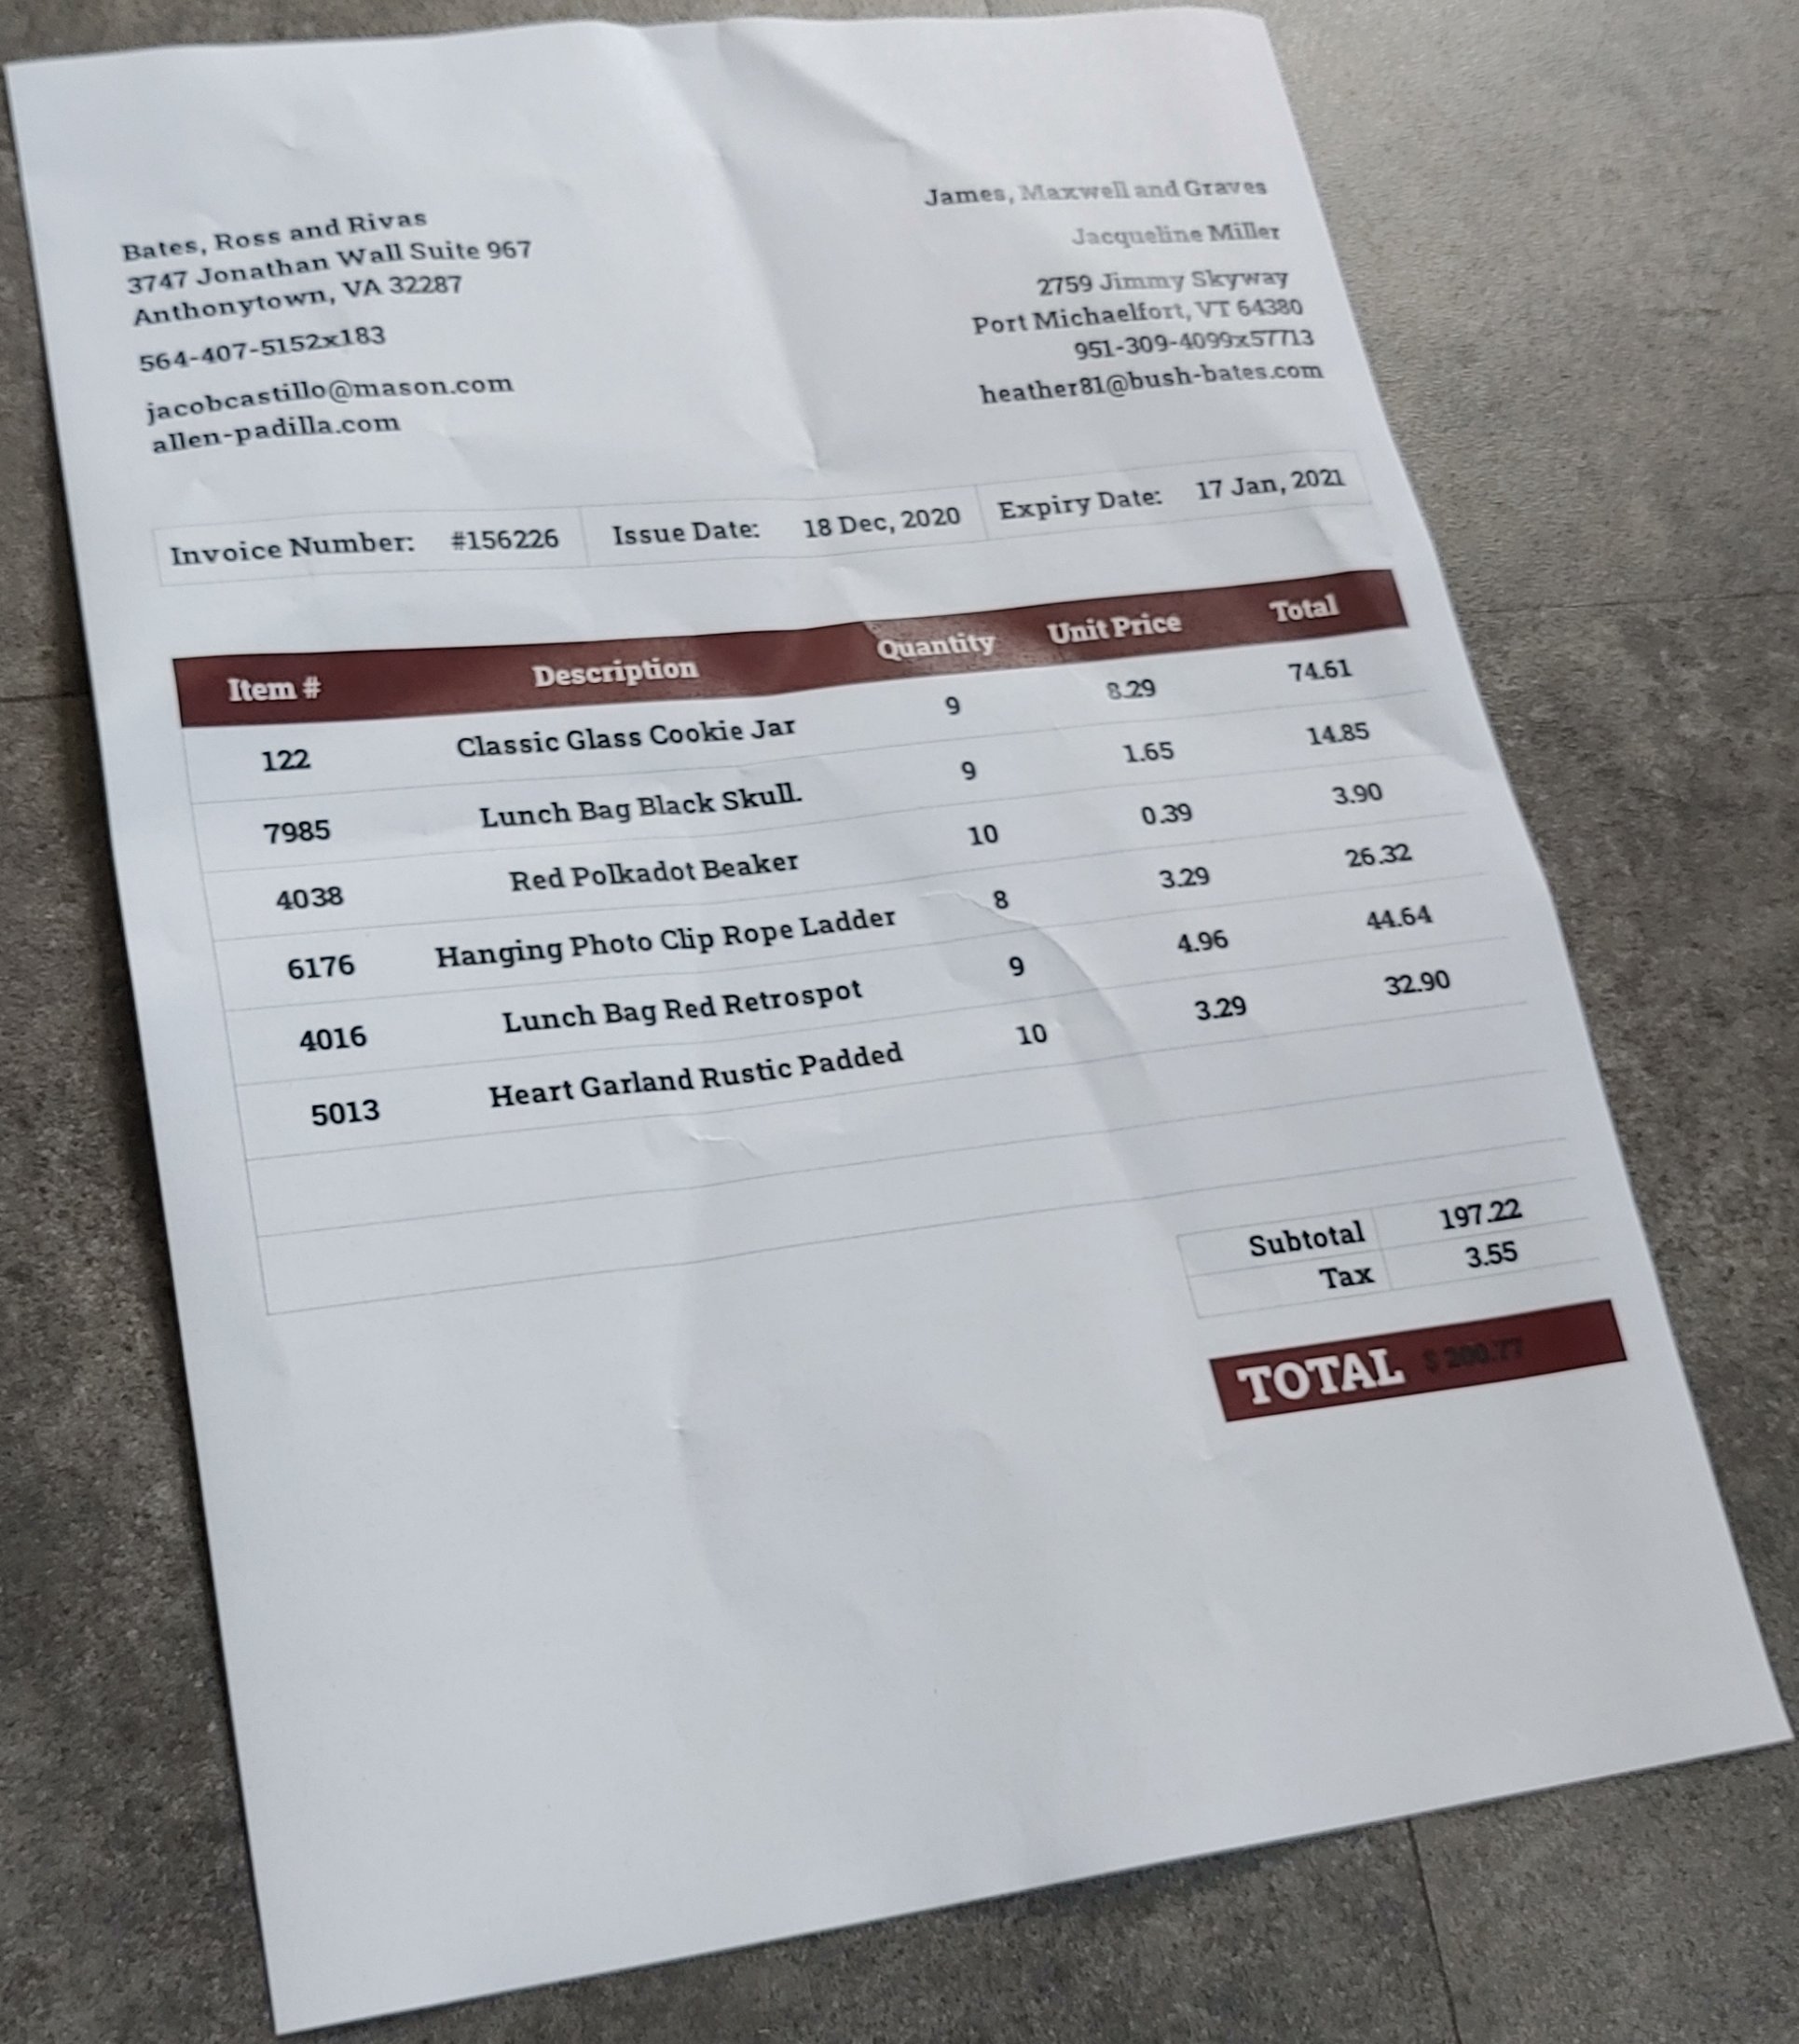 Bates, Ross and Rivas
3747 Jonathan Wall Suite 967
Anthonytown, VA 32287
564-407-5152x183
jacobcastillo@mason.com
allen-padilla.com
James, Maxwell and Graves
Jacqueline Miller
2759 Jimmy Skyway
Port Michaelfort, VT 64380
951-309-4099x57713
heather81@bush-bates.com
Invoice Number: #156226 Issue Date: 18 Dec, 2020 Expiry Date: 17 Jan, 2021
Item # Description Quantity Unit Price Total
122 Classic Glass Cookie Jar 9 8.29 74.61
7985 Lunch Bag Black Skull. 9 1.65 14.85
4038 Red Polkadot Beaker 10 0.39 3.90
6176 Hanging Photo Clip Rope Ladder 8 3.29 26.32
4016 Lunch Bag Red Retrospot 9 4.96 44.64
5013 Heart Garland Rustic Padded 10 3.29 32.90
Subtotal 197.22
Tax 3.55
TOTAL $ 200.77